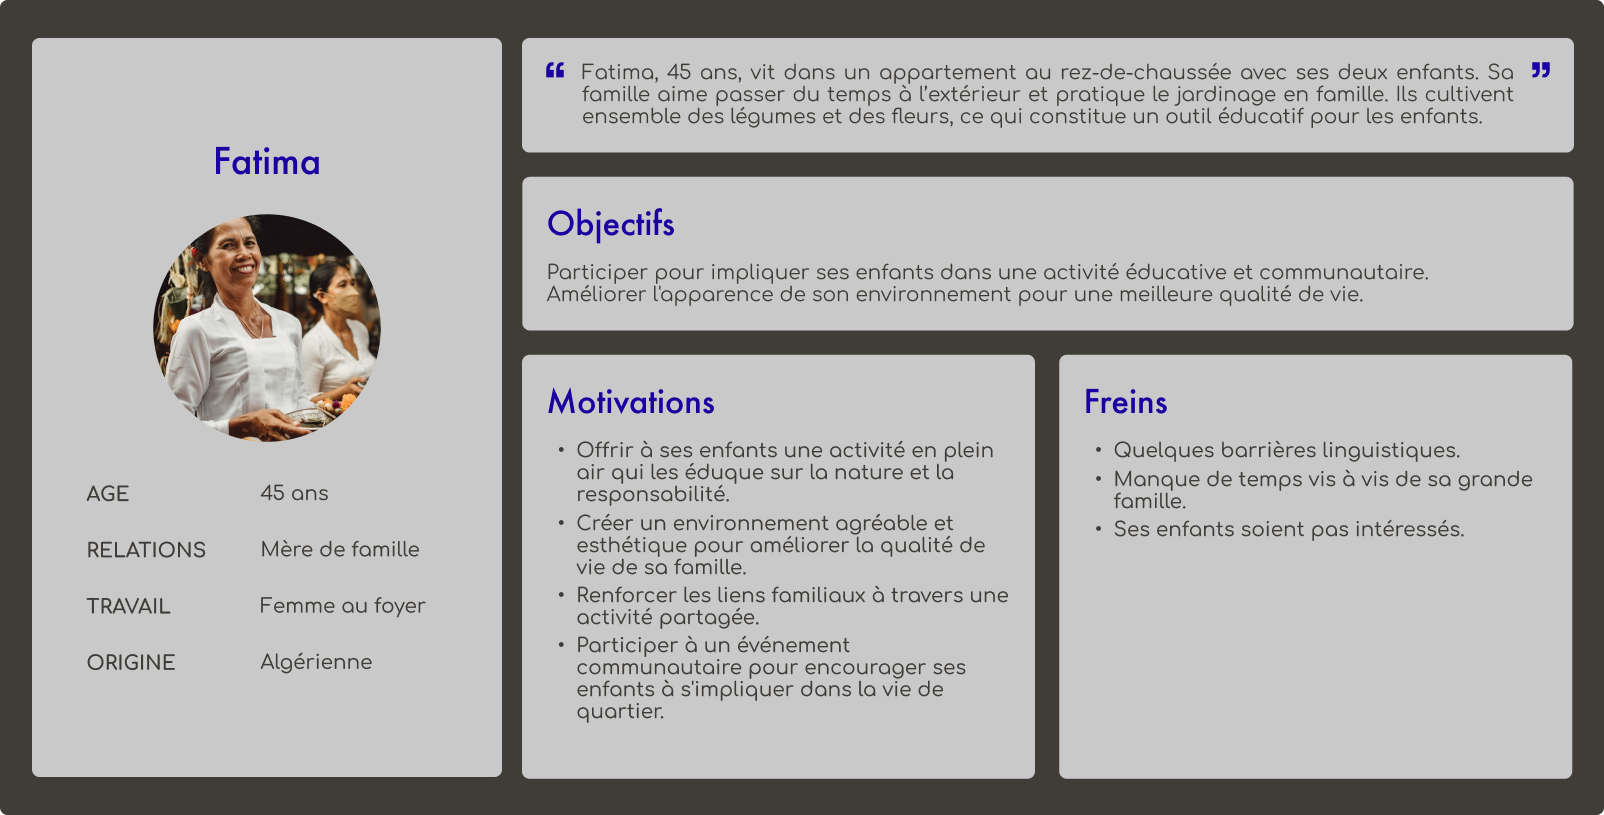 Fatima
AGE 45 ans
RELATIONS Mère de famille
TRAVAIL Femme au foyer
ORIGINE Algérienne
“ Fatima, 45 ans, vit dans un appartement au rez-de-chaussée avec ses deux enfants. Sa ”
famille aime passer du temps à l’extérieur et pratique le jardinage en famille. Ils cultivent
ensemble des légumes et des fleurs, ce qui constitue un outil éducatif pour les enfants.
Objectifs
Participer pour impliquer ses enfants dans une activité éducative et communautaire.
Améliorer l'apparence de son environnement pour une meilleure qualité de vie.
Motivations
• Offrir à ses enfants une activité en plein
air qui les éduque sur la nature et la
responsabilité.
• Créer un environnement agréable et
esthétique pour améliorer la qualité de
vie de sa famille.
• Renforcer les liens familiaux à travers une
activité partagée.
• Participer à un événement
communautaire pour encourager ses
enfants à s'impliquer dans la vie de
quartier.
Freins
• Quelques barrières linguistiques.
• Manque de temps vis à vis de sa grande
famille.
• Ses enfants soient pas intéressés.